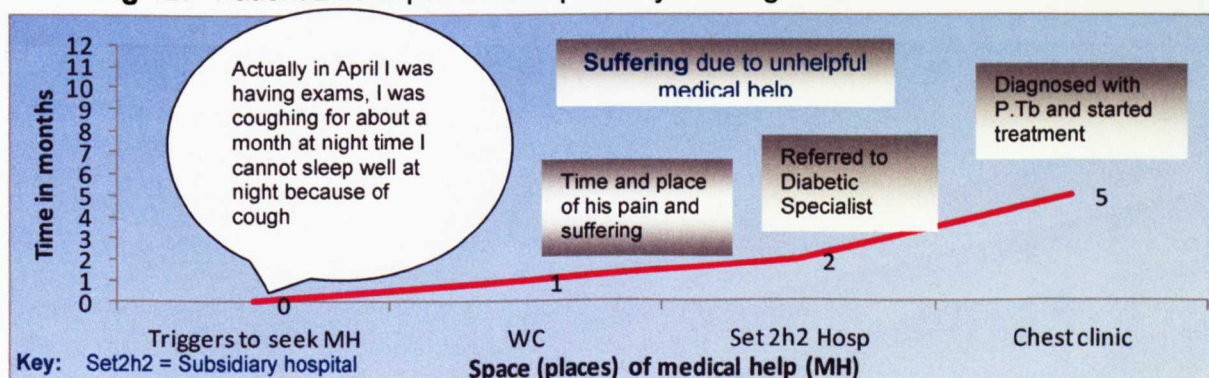 12
11
10
9
8
7
6
5
4
3
2
1
0
Time in months
Actually in April I was
having exams, I was
coughing for about a
month at night time I
cannot sleep well at
night because of
cough
Suffering due to unhelpful
medical help
Time and place
of his pain and
suffering
Referred to
Diabetic
Specialist
Diagnosed with
P.Tb and started
treatment
0
1
2
5
Triggers to seek MH
WC
Set2h2 Hosp
Chest clinic
Key: Set2h2 = Subsidiary hospital
Space (places) of medical help (MH)